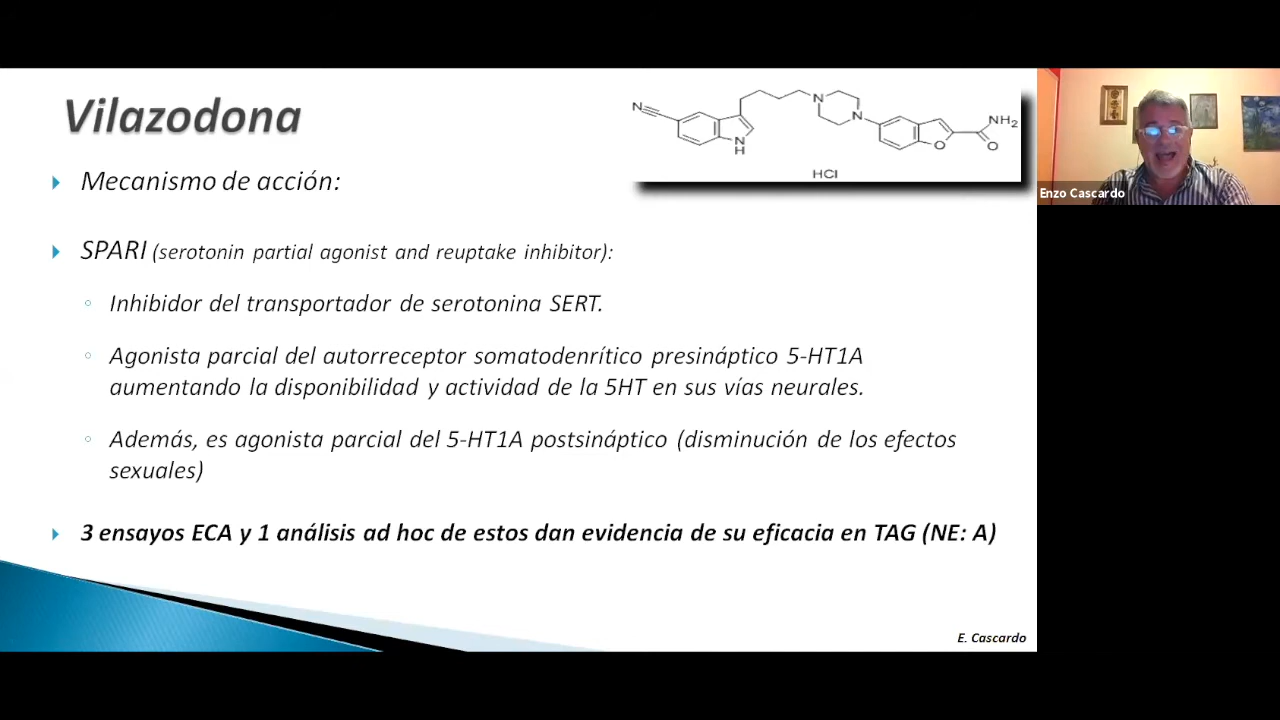 Vilazodona
N
N
N
H
N
O
NH2
O
HCl
Enzo Cascardo
Mecanismo de acción:
SPARI (serotonin partial agonist and reuptake inhibitor):
Inhibidor del transportador de serotonina SERT.
Agonista parcial del autorreceptor somatodenrítico presináptico 5-HT1A
aumentando la disponibilidad y actividad de la 5HT en sus vías neurales.
Además, es agonista parcial del 5-HT1A postsináptico (disminución de los efectos
sexuales)
3 ensayos ECA y 1 análisis ad hoc de estos dan evidencia de su eficacia en TAG (NE: A)
E. Cascardo